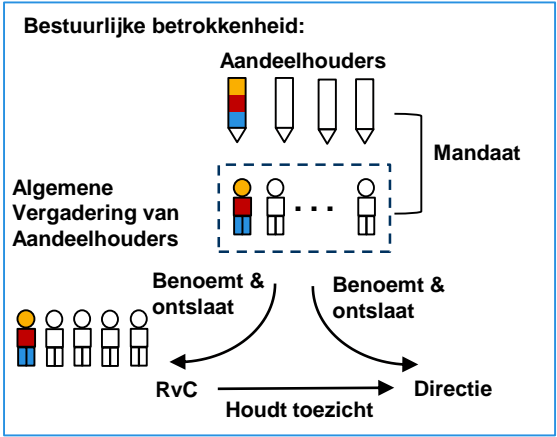 Bestuurlijke betrokkenheid:
Aandeelhouders
Mandaat
Algemene
Vergadering van
Aandeelhouders
Benoemt &
ontslaat
Benoemt &
ontslaat
RvC
Houdt toezicht
Directie